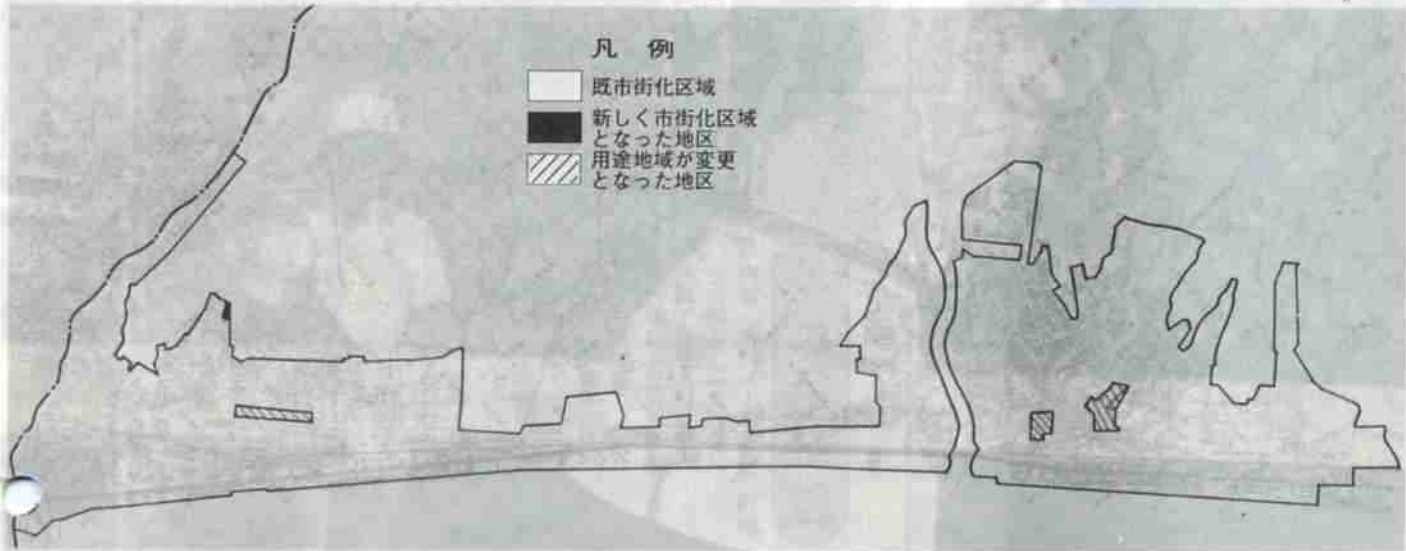 凡例
既市街化区域
新しく市街化区域
となった地区
用途地域が変更
となった地区